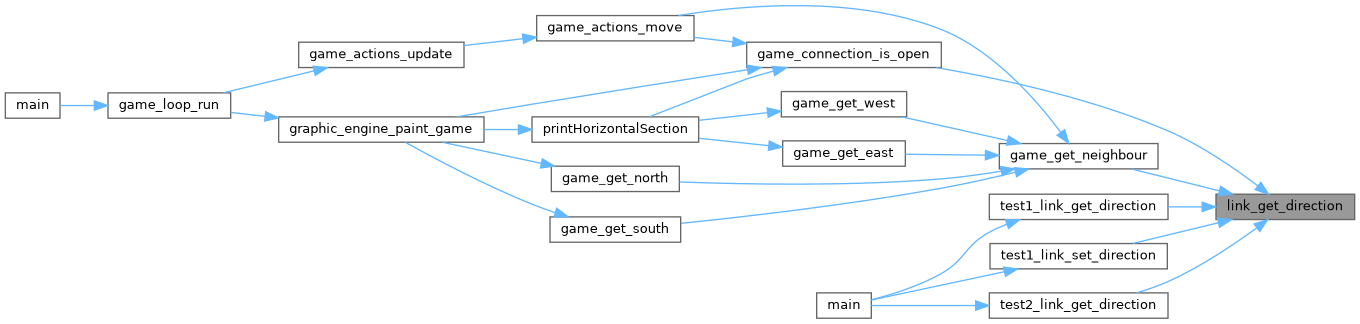 game_actions_move
game_actions_update
game_connection_is_open
main
game_loop_run
game_get_west
graphic_engine_paint_game
printHorizontalSection
game_get_east
game_get_neighbour
game_get_north
test1_link_get_direction
link_get_direction
game_get_south
test1_link_set_direction
main
test2_link_get_direction